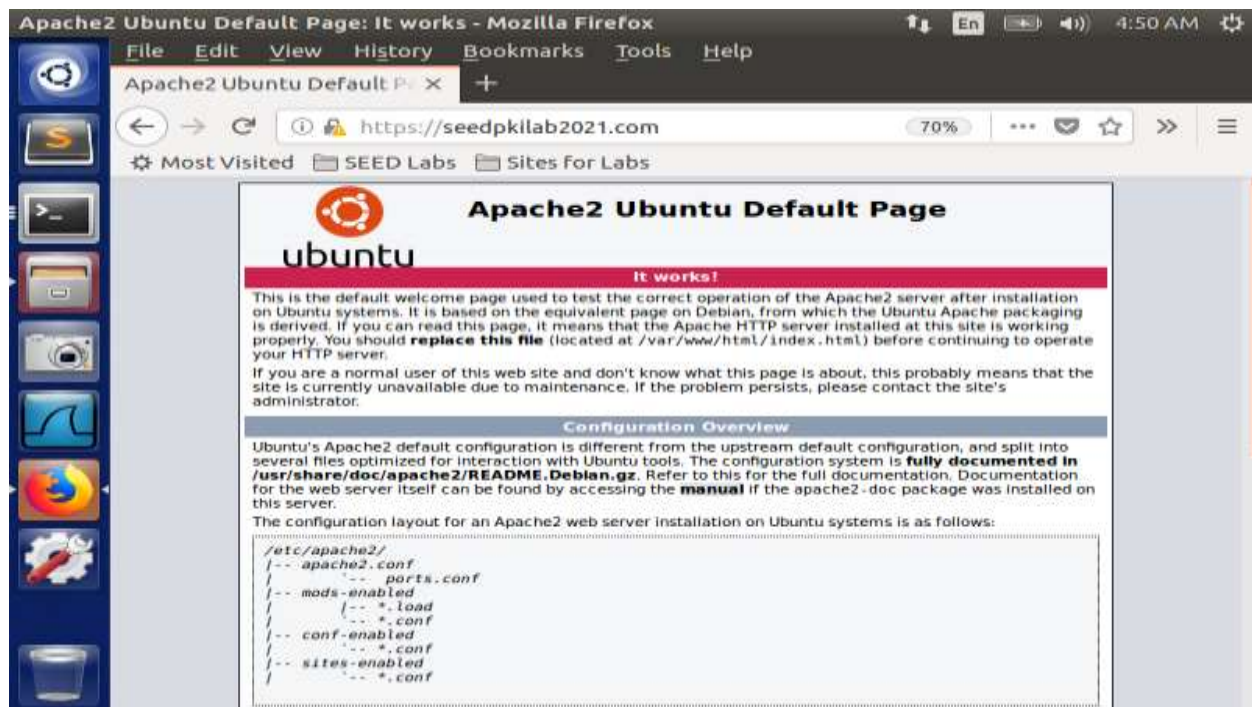 Apache2 Ubuntu Default Page: It works - Mozilla Firefox
En
4:50 AM
File Edit View History Bookmarks Tools Help
Apache2 Ubuntu Default P
https://seedpkilab2021.com
70%
Most Visited SEED Labs Sites for Labs
ubuntu
Apache2 Ubuntu Default Page
It works!
This is the default welcome page used to test the correct operation of the Apache2 server after installation
on Ubuntu systems. It is based on the equivalent page on Debian, from which the Ubuntu Apache packaging
is derived. If you can read this page, it means that the Apache HTTP server installed at this site is working
properly. You should replace this file (located at /var/www/html/index.html) before continuing to operate
your HTTP server.
If you are a normal user of this web site and don't know what this page is about, this probably means that the
site is currently unavailable due to maintenance. If the problem persists, please contact the site's
administrator.
Configuration Overview
Ubuntu's Apache2 default configuration is different from the upstream default configuration, and split into
several files optimized for interaction with Ubuntu tools. The configuration system is fully documented in
/usr/share/doc/apache2/README.Debian.gz. Refer to this for the full documentation. Documentation
for the web server itself can be found by accessing the manual if the apache2-doc package was installed on
this server.
The configuration layout for an Apache2 web server installation on Ubuntu systems is as follows:
/etc/apache2/
|-- apache2.conf
| `-- ports.conf
|-- mods-enabled
| |-- *.load
| `-- *.conf
|-- conf-enabled
| `-- *.conf
|-- sites-enabled
| `-- *.conf